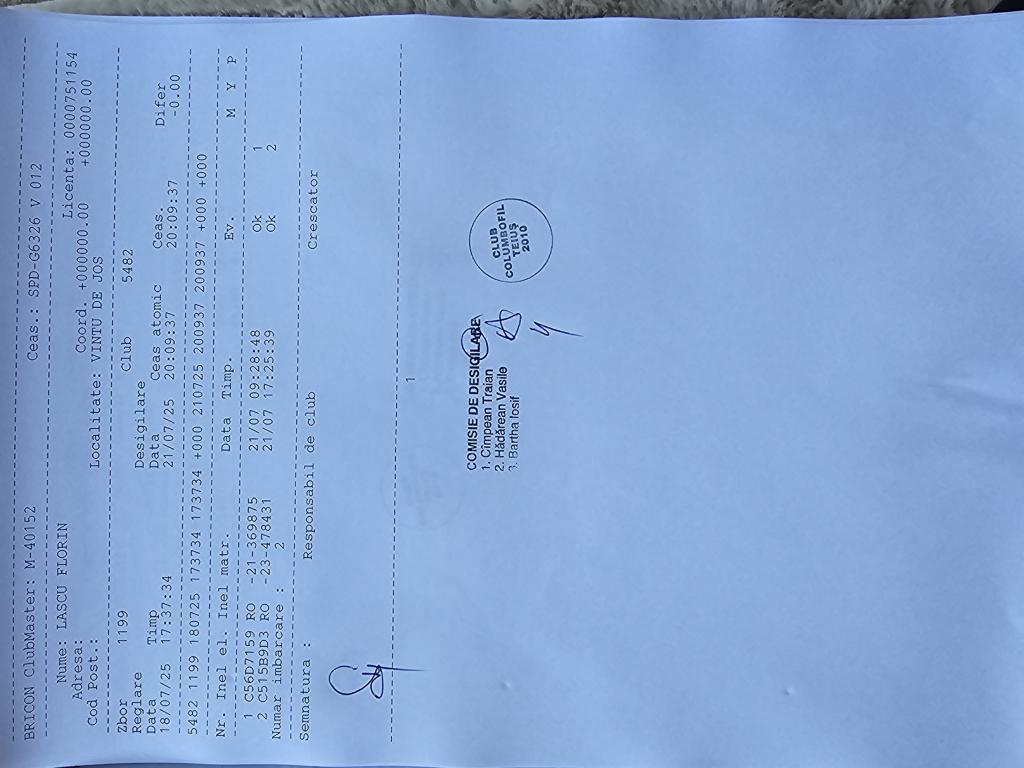 BRICON ClubMaster: M-40152 Ceas.: SPD-G6326 V 012
Nume: LASCU FLORIN Licenta: 0000751154
Adresa: Coord. +000000.00 +000000.00
Cod Post.: Localitate: VINTU DE JOS
Zbor 1199 Club 5482
Reglare Desigilare
Data Timp Data Ceas atomic Ceas. Difer
18/07/25 17:37:34 21/07/25 20:09:37 20:09:37 -0.00
5482 1199 180725 173734 173734 +000 210725 200937 200937 +000 +000
Nr. Inel el. Inel matr. Data Timp. Ev. M Y P
1 C56D7159 RO -21-369875 21/07 09:28:48 Ok 1
2 C515B9D3 RO -23-478431 21/07 17:25:39 Ok 2
Numar imbarcare : 2
Semnatura : Responsabil de club Crescator
1
COMISIE DE DESIGILARE
1. Cîmpean Traian
2. Hădărean Vasile
3. Bartha Iosif
CLUB
COLUMBOFIL
TEIUȘ
2010